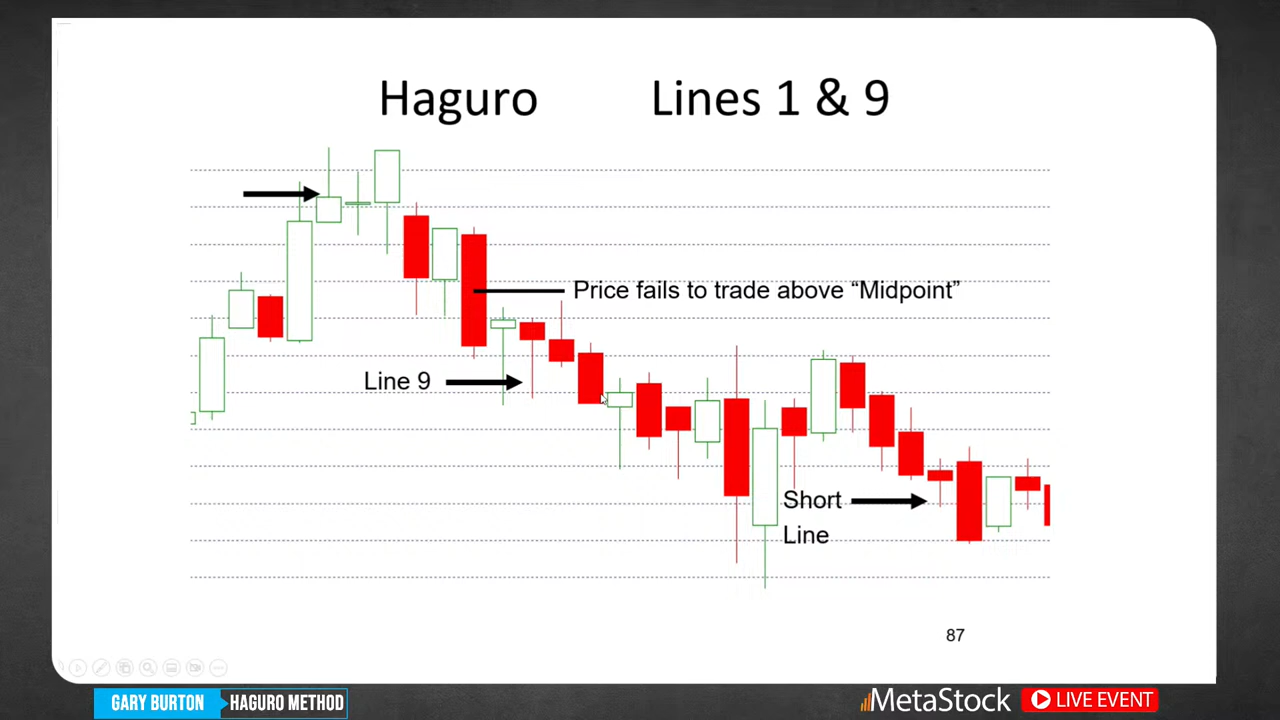 Haguro Lines 1 & 9
Price fails to trade above “Midpoint”
Line 9
Short
Line
87
GARY BURTON HAGURO METHOD
MetaStock LIVE EVENT